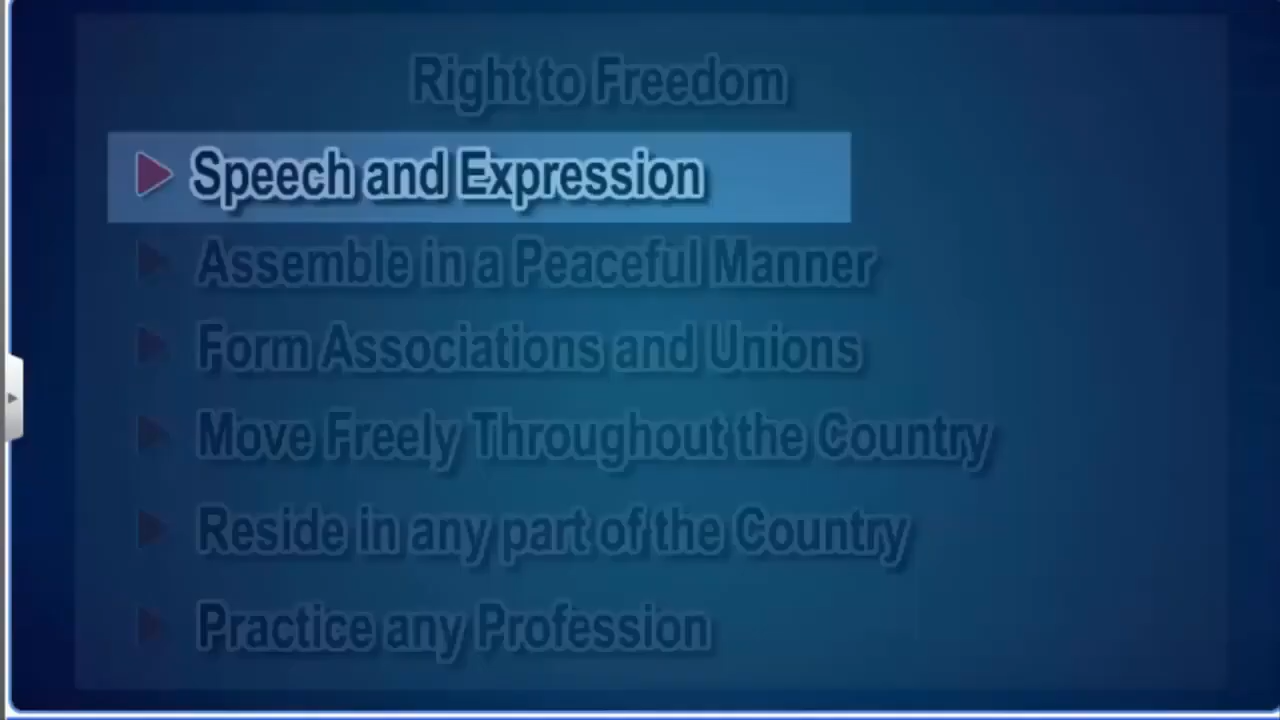 Right to Freedom
Speech and Expression
Assemble in a Peaceful Manner
Form Associations and Unions
Move Freely Throughout the Country
Reside in any part of the Country
Practice any Profession